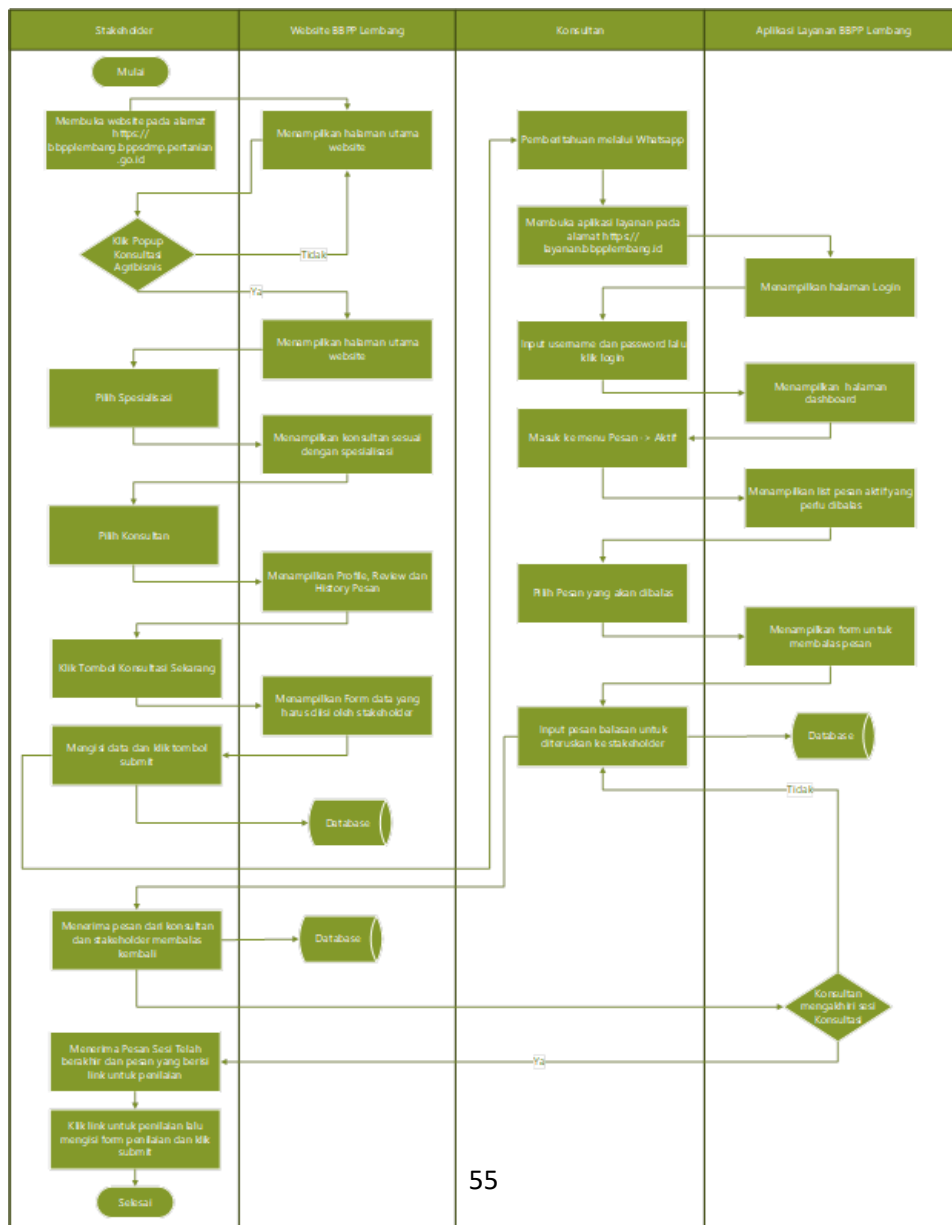 Stakeholder
Website BBPP Lembang
Konsultan
Aplikasi Layanan BBPP Lembang
Mulai
Membuka website pada alamat
https://
bbpplembang.bppsdmp.pertanian
.go.id
Menampilkan halaman utama
website
Klik Popup
Konsultasi
Agribisnis
Tidak
Ya
Menampilkan halaman utama
website
Pilih Spesialisasi
Menampilkan konsultan sesuai
dengan spesialisasi
Pilih Konsultan
Menampilkan Profile, Review dan
History Pesan
Klik Tombol Konsultasi Sekarang
Menampilkan Form data yang
harus diisi oleh stakeholder
Mengisi data dan klik tombol
submit
Database
Pemberitahuan melalui Whatsapp
Membuka aplikasi layanan pada
alamat https://
layanan.bbpplembang.id
Menampilkan halaman Login
Input username dan password lalu
klik login
Menampilkan halaman
dashboard
Masuk ke menu Pesan -> Aktif
Menampilkan list pesan aktif yang
perlu dibalas
Pilih Pesan yang akan dibalas
Menampilkan form untuk
membalas pesan
Input pesan balasan untuk
diteruskan ke stakeholder
Database
Tidak
Menerima pesan dari konsultan
dan stakeholder membalas
kembali
Database
Konsultan
mengakhiri sesi
Konsultasi
Ya
Menerima Pesan Sesi Telah
berakhir dan pesan yang berisi
link untuk penilaian
Klik link untuk penilaian lalu
mengisi form penilaian dan klik
submit
Selesai
55